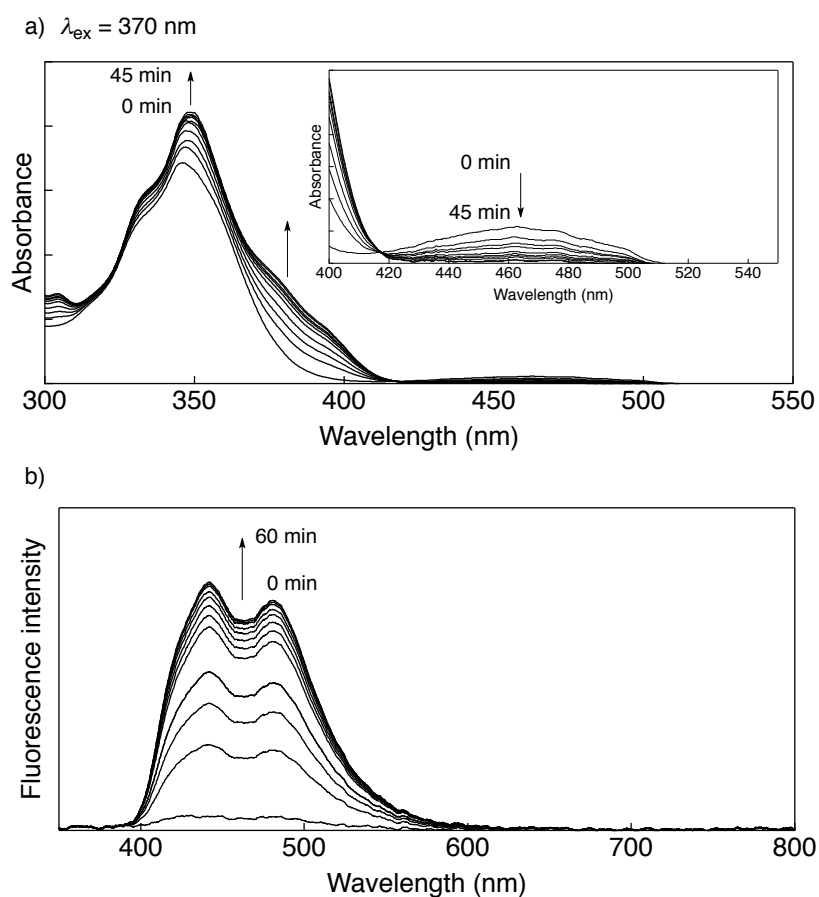 a) λex = 370 nm
45 min
0 min
Absorbance
300 350 400 450 500 550
Wavelength (nm)
0 min
45 min
Absorbance
400 420 440 460 480 500 520 540
Wavelength (nm)
b)
60 min
0 min
Fluorescence intensity
400 500 600 700 800
Wavelength (nm)